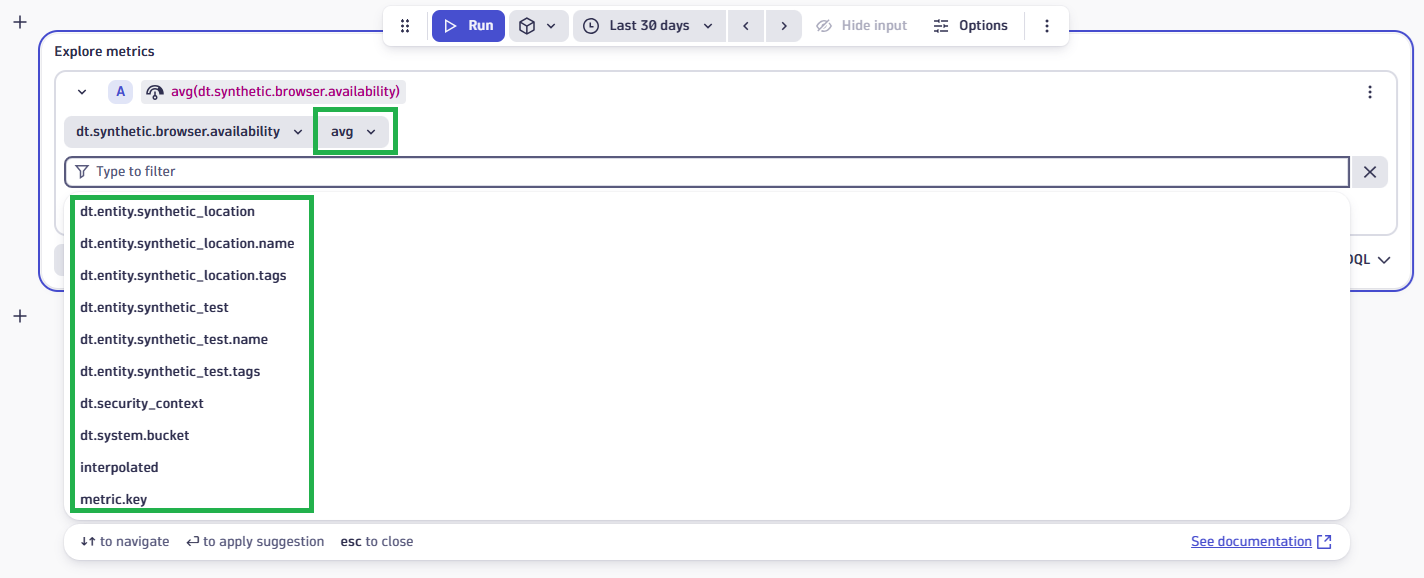 Run
Last 30 days
Hide input
Options
Explore metrics
A avg(dt.synthetic.browser.availability)
dt.synthetic.browser.availability avg
Type to filter
dt.entity.synthetic_location
dt.entity.synthetic_location.name
dt.entity.synthetic_location.tags
DQL
dt.entity.synthetic_test
dt.entity.synthetic_test.name
dt.entity.synthetic_test.tags
dt.security_context
dt.system.bucket
interpolated
metric.key
to navigate to apply suggestion esc to close See documentation